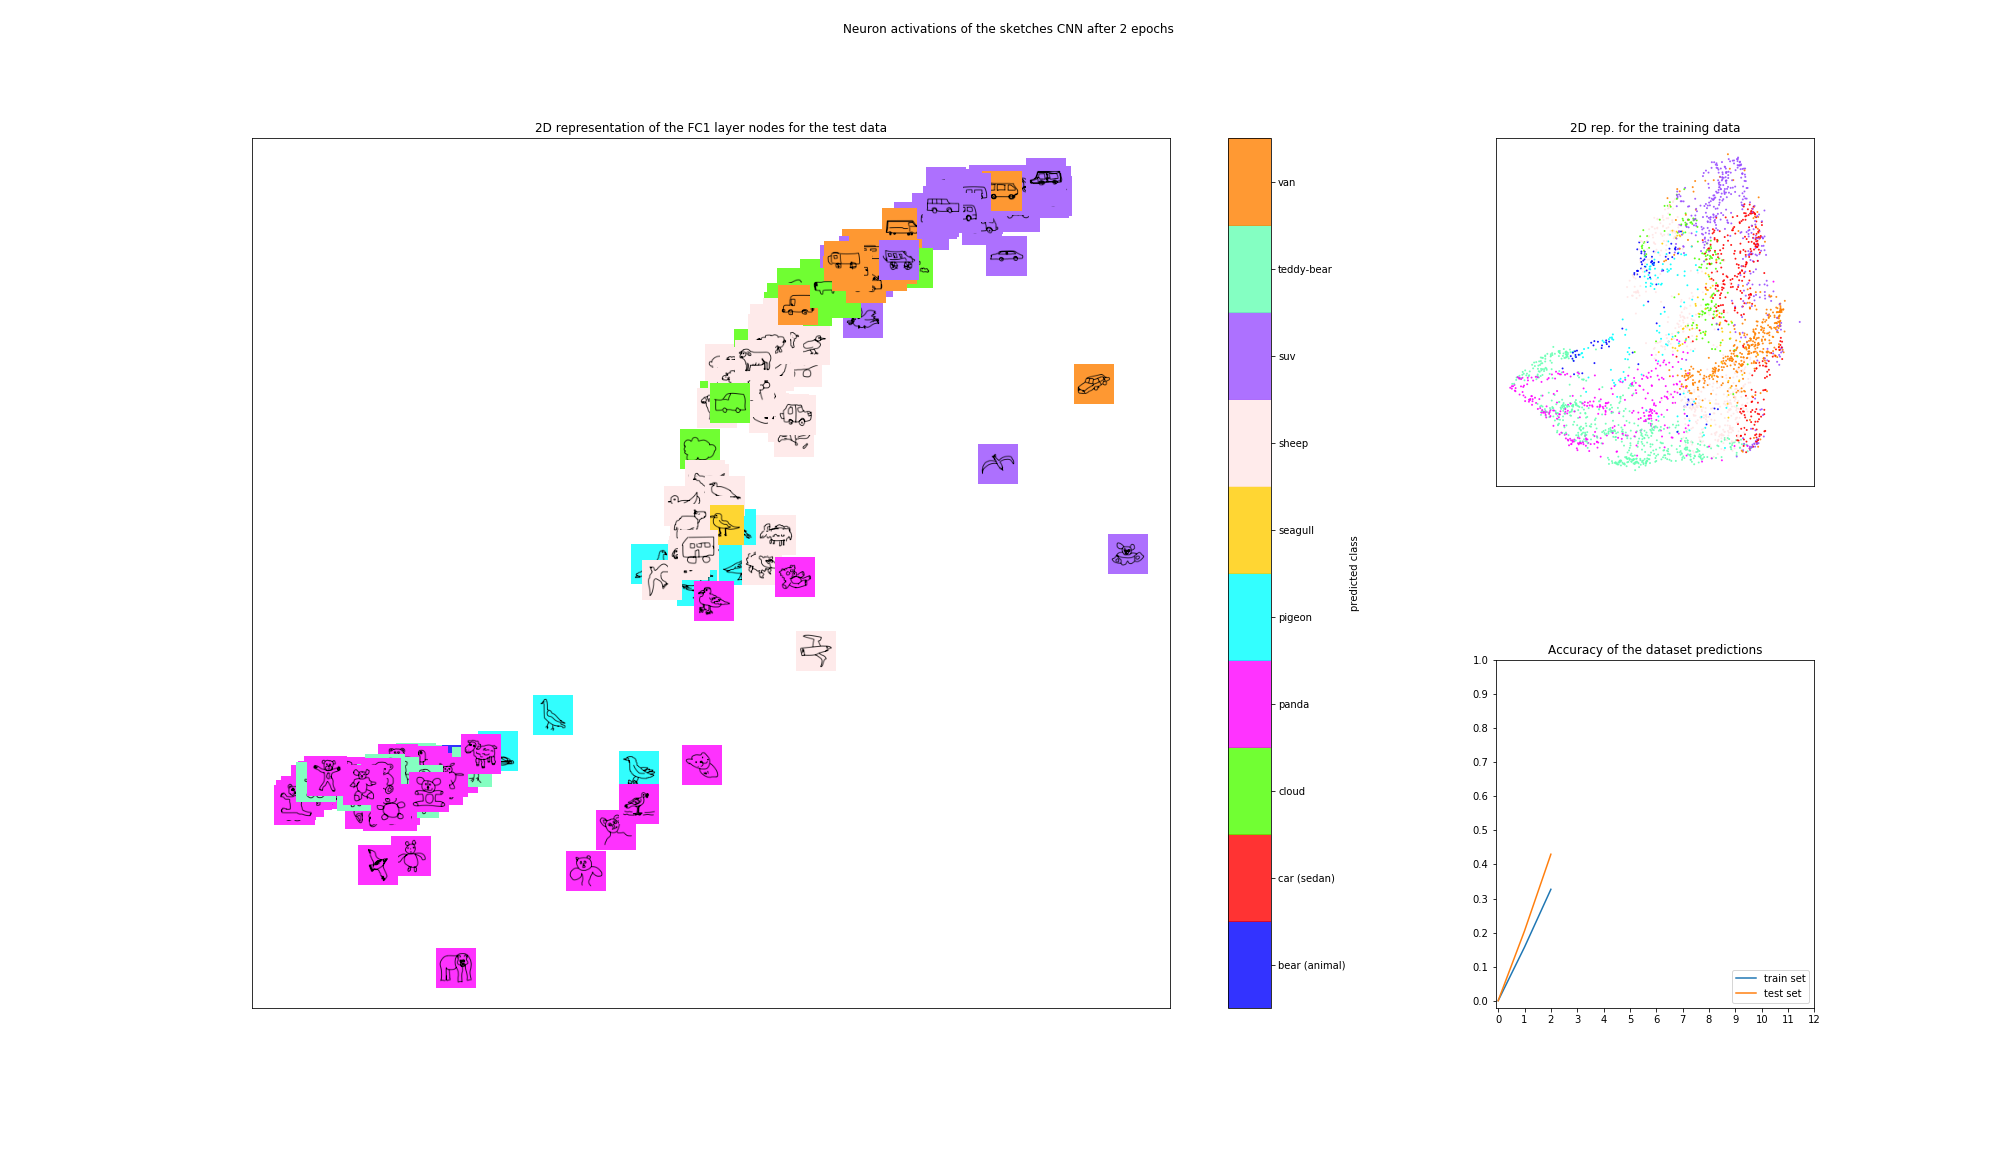 Neuron activations of the sketches CNN after 2 epochs
2D representation of the FC1 layer nodes for the test data
van
teddy-bear
suv
sheep
seagull
pigeon
panda
cloud
car (sedan)
bear (animal)
predicted class
2D rep. for the training data
Accuracy of the dataset predictions
1.0
0.9
0.8
0.7
0.6
0.5
0.4
0.3
0.2
0.1
0.0
0 1 2 3 4 5 6 7 8 9 10 11 12
train set
test set